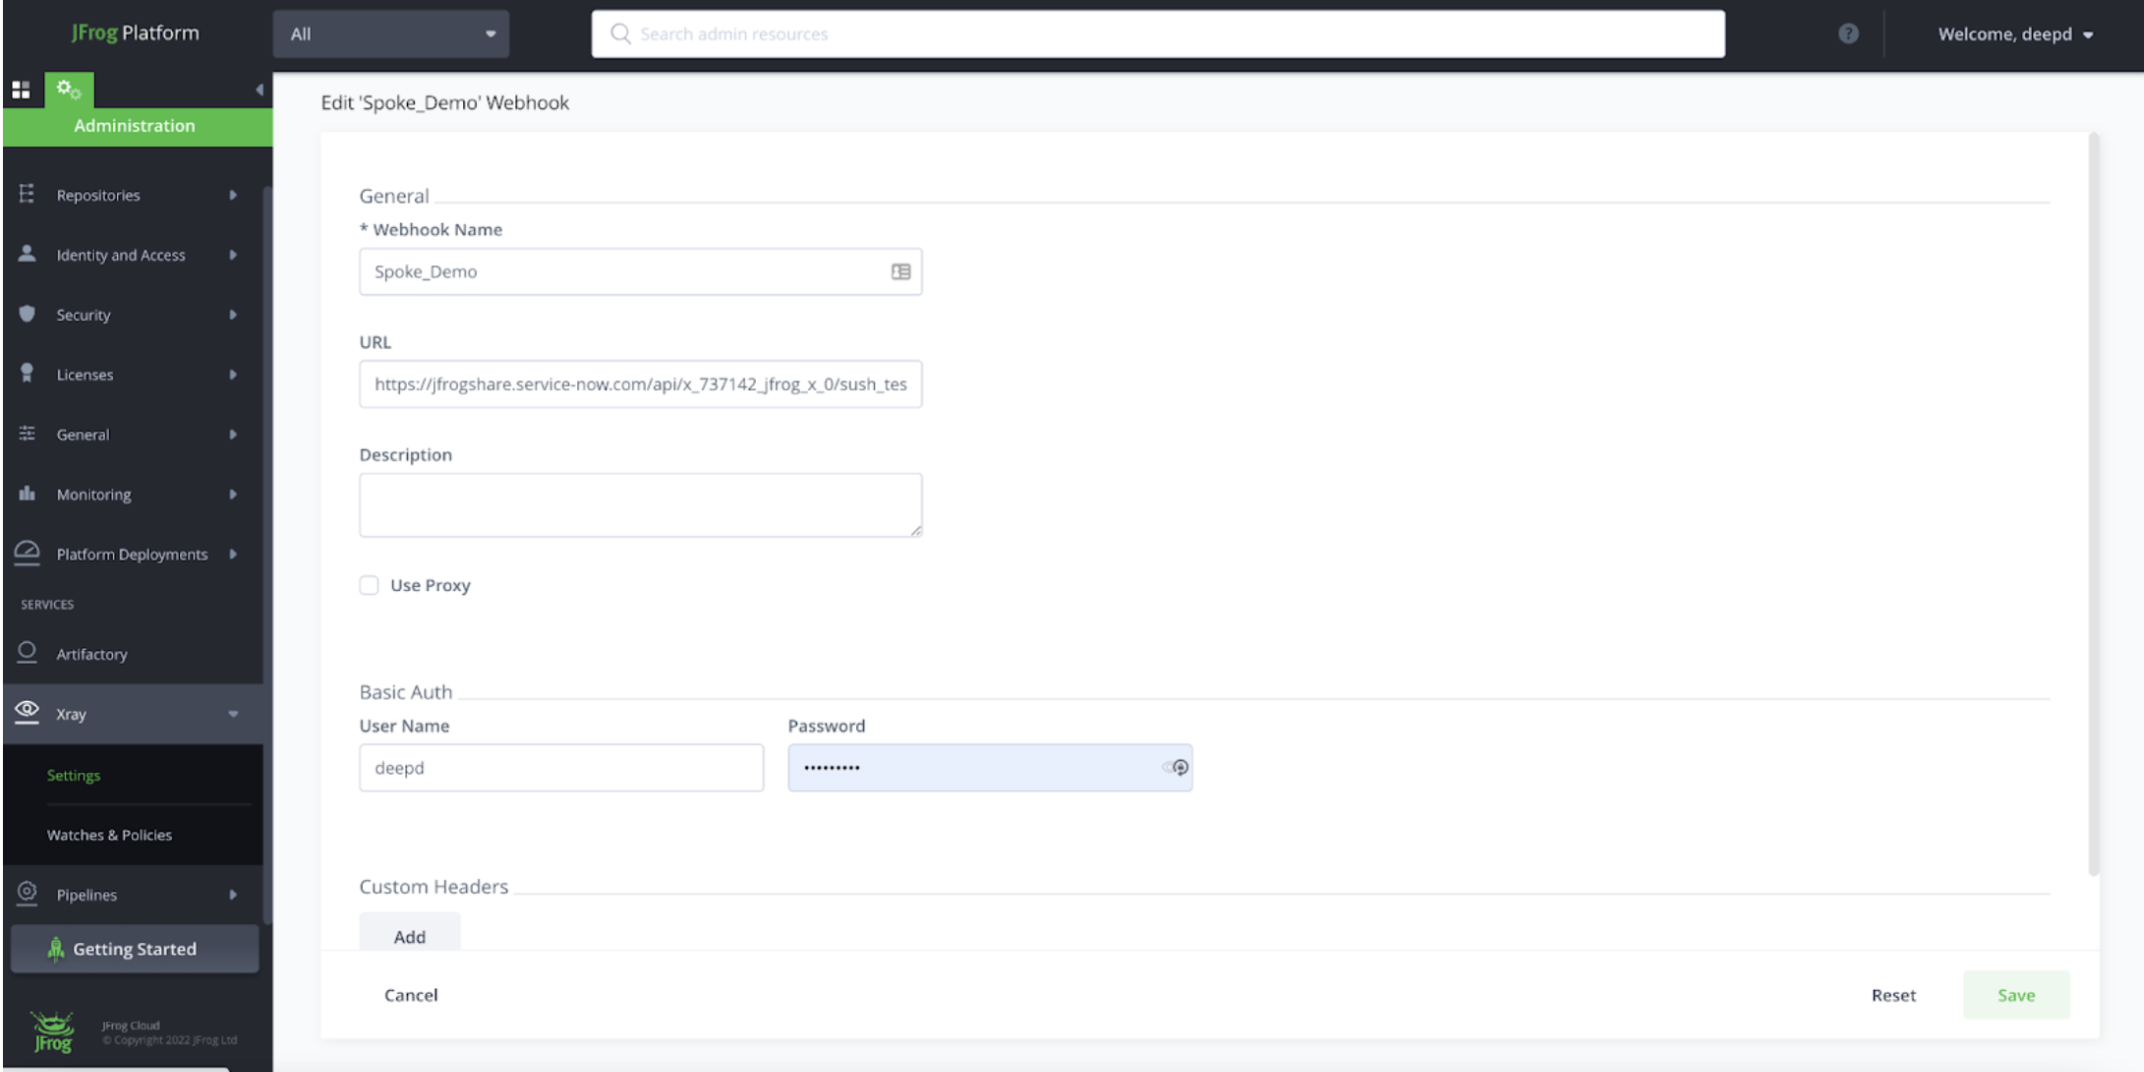 JFrog Platform
All
Search admin resources
?
Welcome, deepd
Administration
Repositories
Identity and Access
Security
Licenses
General
Monitoring
Platform Deployments
SERVICES
Artifactory
Xray
Settings
Watches & Policies
Pipelines
Getting Started
JFrog
JFrog Cloud
© Copyright 2022 JFrog Ltd
Edit 'Spoke_Demo' Webhook
General
* Webhook Name
Spoke_Demo
URL
https://jfrogshare.service-now.com/api/x_737142_jfrog_x_0/sush_tes
Description
Use Proxy
Basic Auth
User Name Password
deepd •••••••••
Custom Headers
Add
Cancel Reset Save